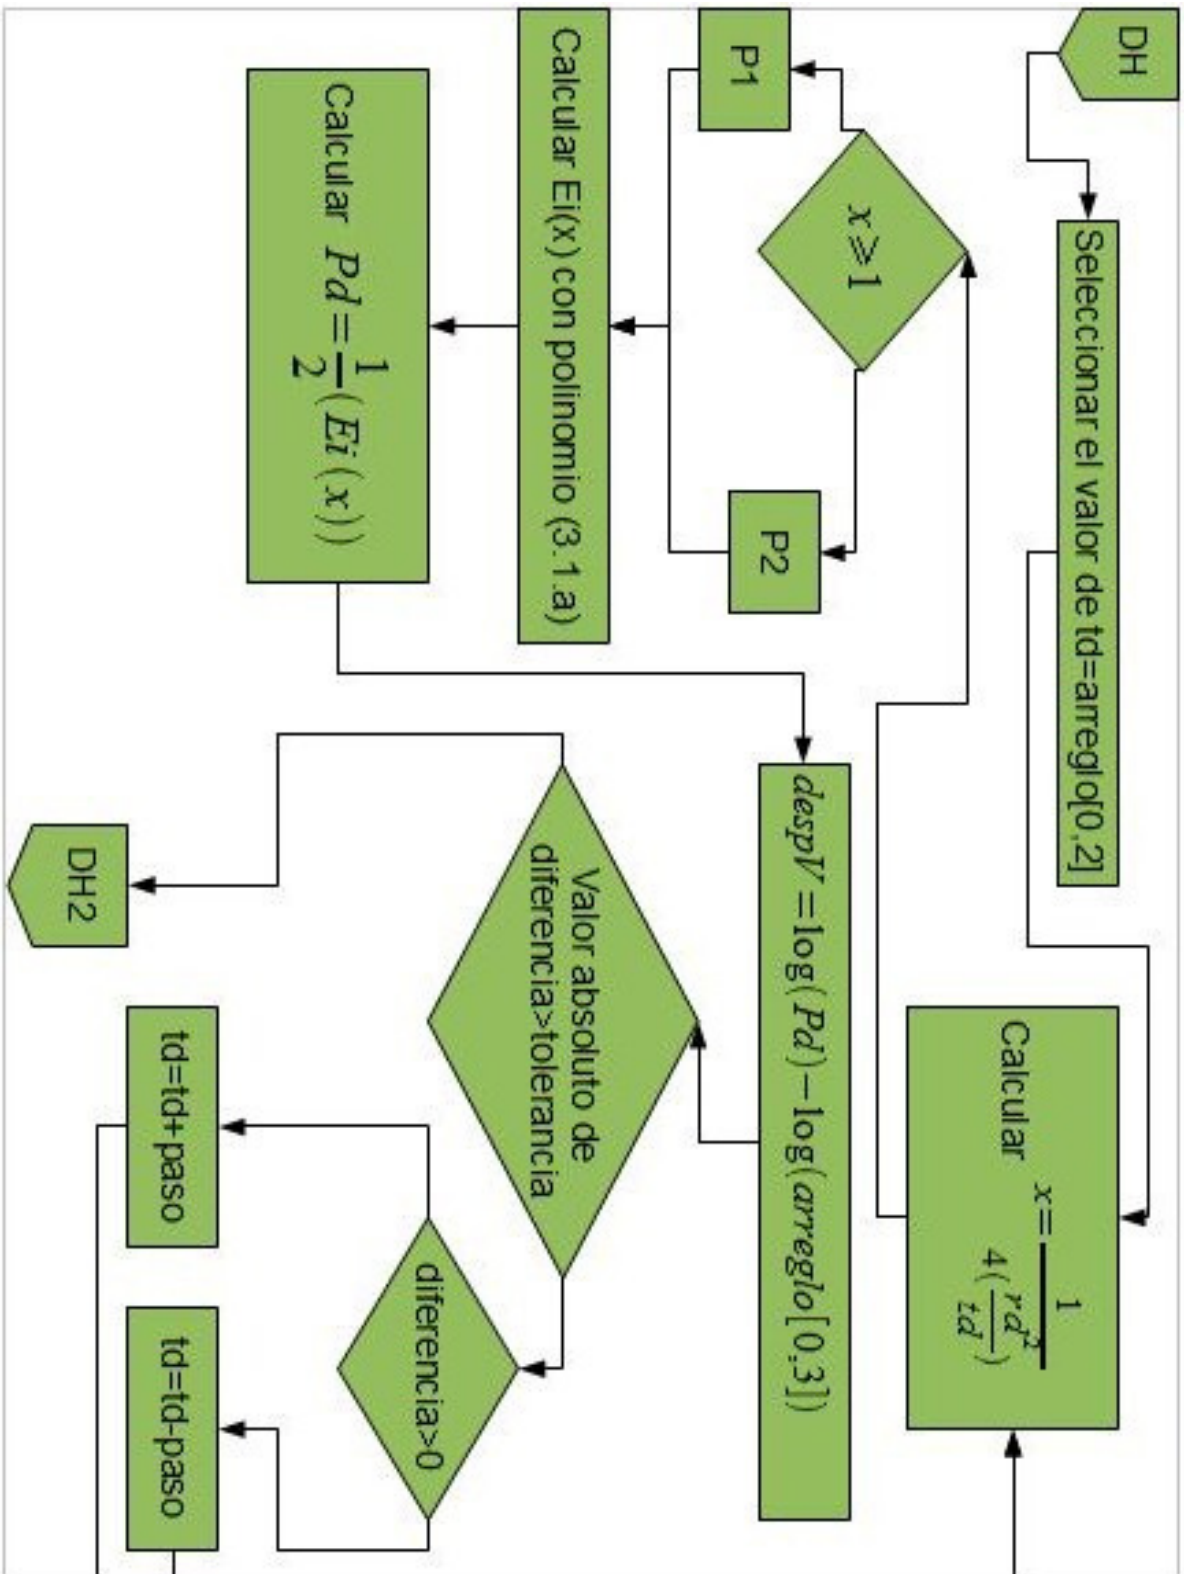 DH
Seleccionar el valor de td=arreglo[0,2]
Calcular x=1/4(rd²/td)
x⩾1
P1
P2
Calcular Ei(x) con polinomio (3.1.a)
Calcular Pd=1/2(Ei(x))
despV=log(Pd)−log(arreglo[0,3])
Valor absoluto de
diferencia>tolerancia
DH2
diferencia>0
td=td+paso
td=td-paso